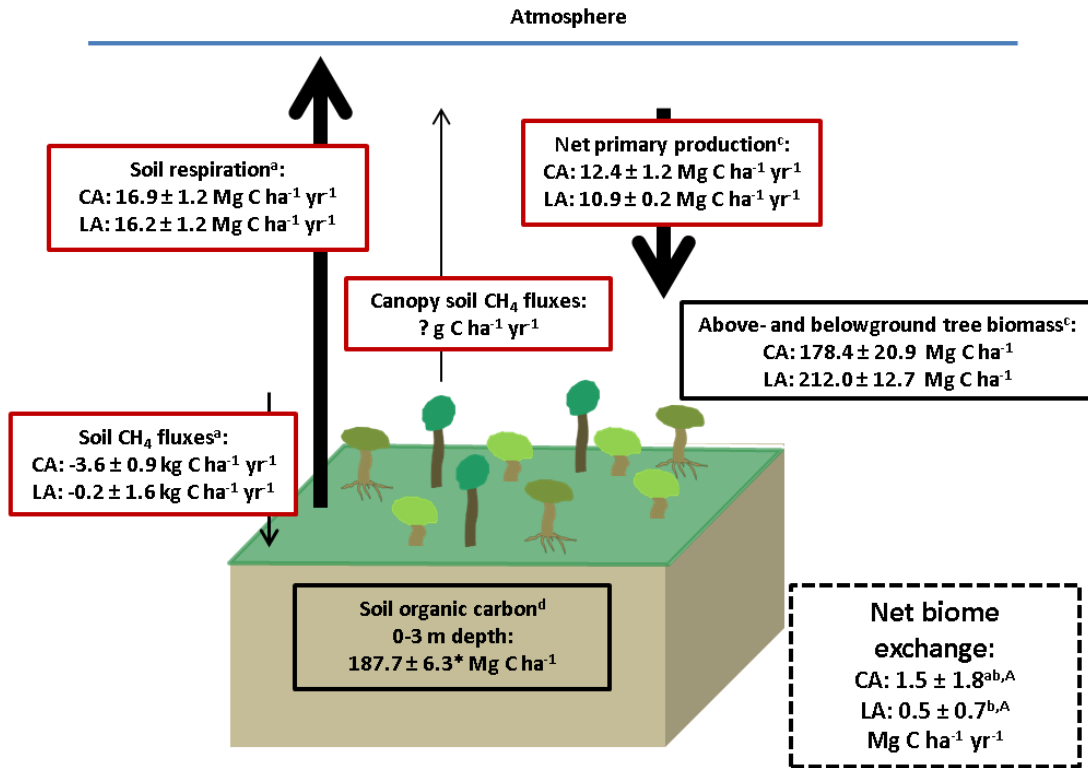 Atmosphere
Soil respirationᵃ:
CA: 16.9 ± 1.2 Mg C ha⁻¹ yr⁻¹
LA: 16.2 ± 1.2 Mg C ha⁻¹ yr⁻¹
Net primary productionᶜ:
CA: 12.4 ± 1.2 Mg C ha⁻¹ yr⁻¹
LA: 10.9 ± 0.2 Mg C ha⁻¹ yr⁻¹
Canopy soil CH₄ fluxes:
? g C ha⁻¹ yr⁻¹
Above- and belowground tree biomassᶜ:
CA: 178.4 ± 20.9 Mg C ha⁻¹
LA: 212.0 ± 12.7 Mg C ha⁻¹
Soil CH₄ fluxesᵃ:
CA: -3.6 ± 0.9 kg C ha⁻¹ yr⁻¹
LA: -0.2 ± 1.6 kg C ha⁻¹ yr⁻¹
Soil organic carbonᵈ
0-3 m depth:
187.7 ± 6.3* Mg C ha⁻¹
Net biome
exchange:
CA: 1.5 ± 1.8ᵃᵇ,ᴬ
LA: 0.5 ± 0.7ᵇ,ᴬ
Mg C ha⁻¹ yr⁻¹